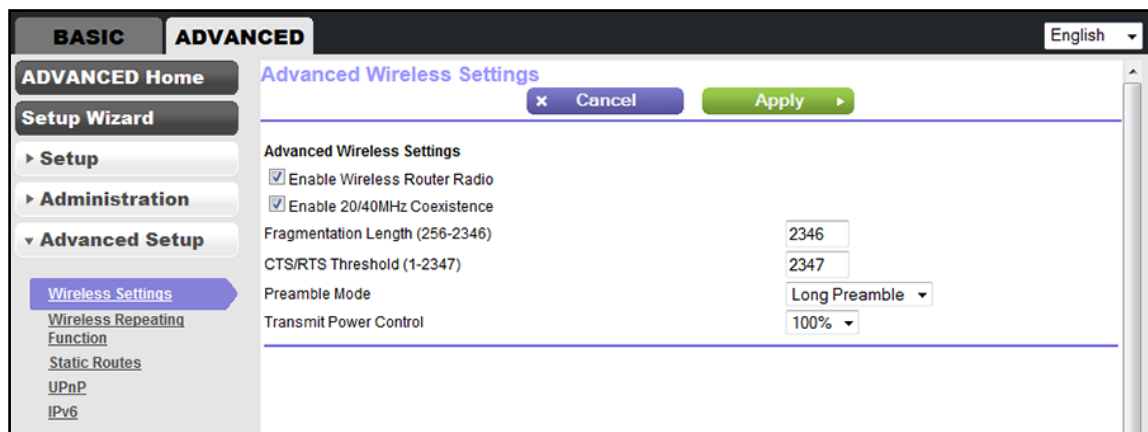 BASIC
ADVANCED
English
ADVANCED Home
Setup Wizard
Setup
Administration
Advanced Setup
Wireless Settings
Wireless Repeating
Function
Static Routes
UPnP
IPv6
Advanced Wireless Settings
x Cancel
Apply
Advanced Wireless Settings
Enable Wireless Router Radio
Enable 20/40MHz Coexistence
Fragmentation Length (256-2346) 2346
CTS/RTS Threshold (1-2347) 2347
Preamble Mode Long Preamble
Transmit Power Control 100%